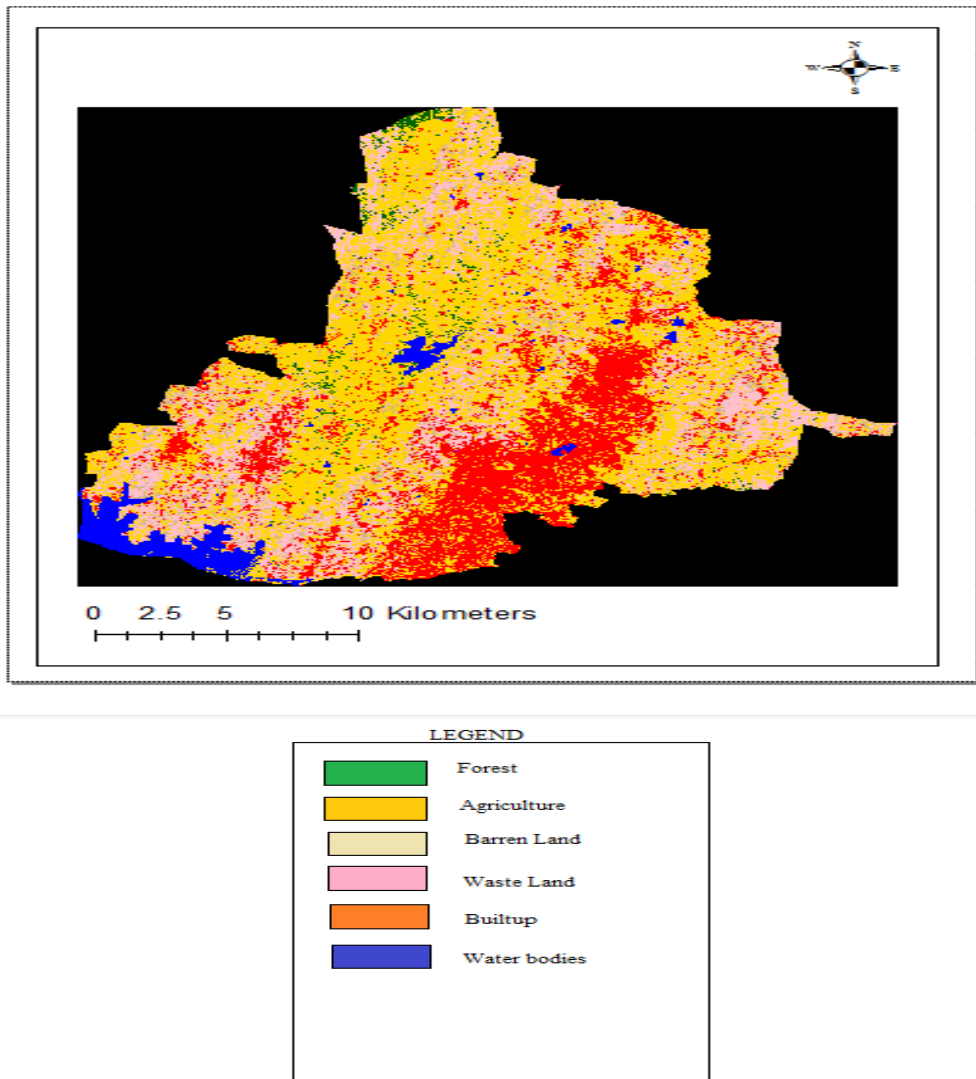 N
W E
S
0 2.5 5 10 Kilometers
LEGEND
Forest
Agriculture
Barren Land
Waste Land
Builtup
Water bodies